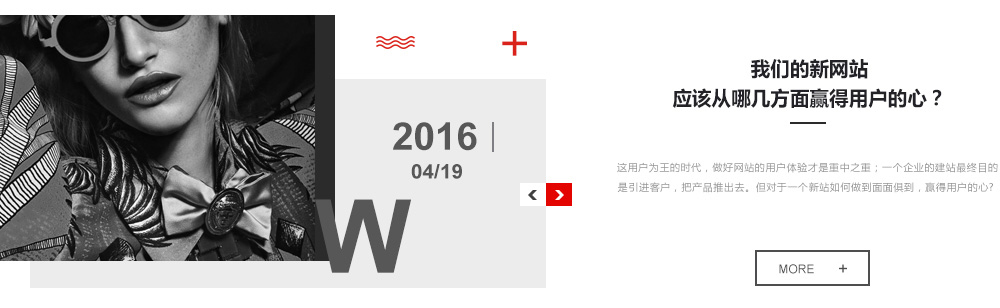 2016
04/19
W
我们的新网站
应该从哪几方面赢得用户的心？
这用户为王的时代，做好网站的用户体验才是重中之重；一个企业的建站最终目的
是引进客户，把产品推出去。但对于一个新站如何做到面面俱到，赢得用户的心?
MORE +